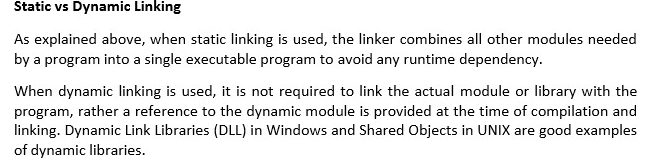 Static vs Dynamic Linking
As explained above, when static linking is used, the linker combines all other modules needed
by a program into a single executable program to avoid any runtime dependency.
When dynamic linking is used, it is not required to link the actual module or library with the
program, rather a reference to the dynamic module is provided at the time of compilation and
linking. Dynamic Link Libraries (DLL) in Windows and Shared Objects in UNIX are good examples
of dynamic libraries.